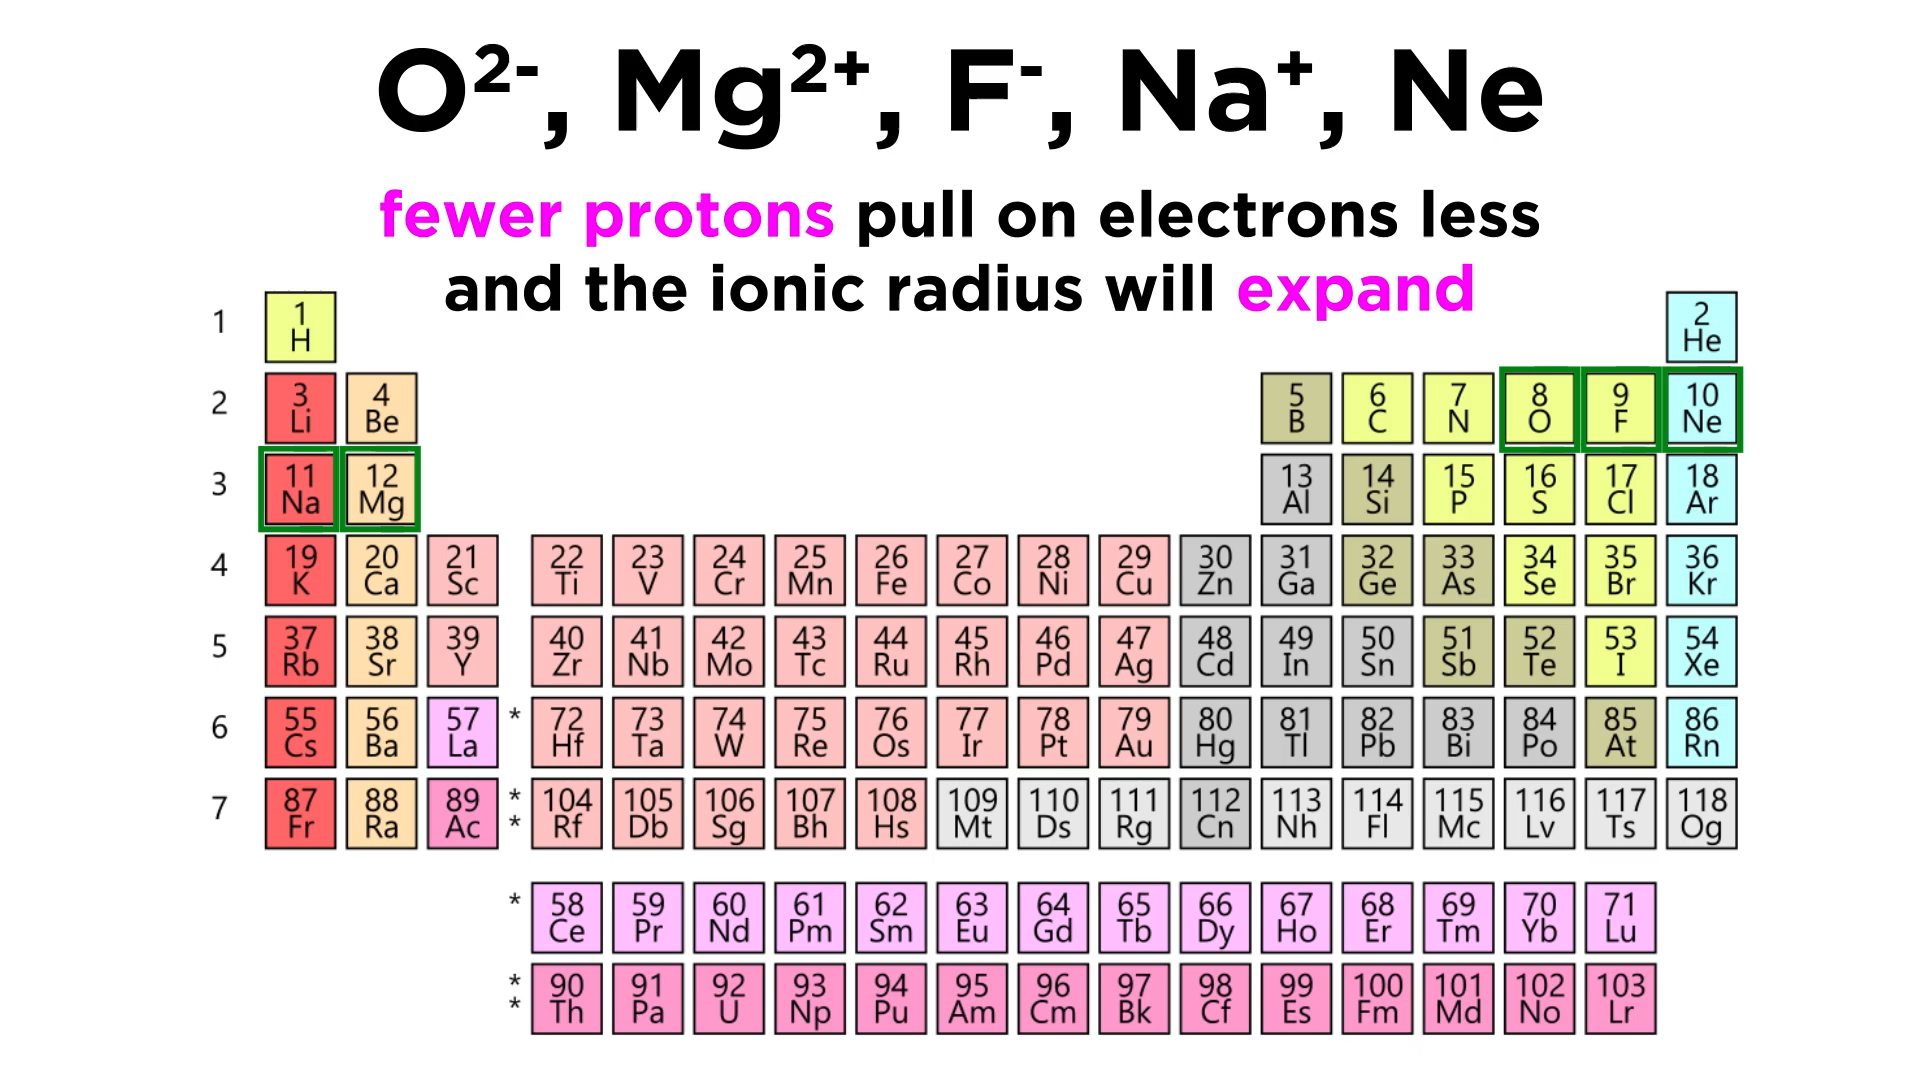 O²⁻, Mg²⁺, F⁻, Na⁺, Ne
fewer protons pull on electrons less
and the ionic radius will expand
1 1 2
H He
2 3 4 5 6 7 8 9 10
Li Be B C N O F Ne
3 11 12 13 14 15 16 17 18
Na Mg Al Si P S Cl Ar
4 19 20 21 22 23 24 25 26 27 28 29 30 31 32 33 34 35 36
K Ca Sc Ti V Cr Mn Fe Co Ni Cu Zn Ga Ge As Se Br Kr
5 37 38 39 40 41 42 43 44 45 46 47 48 49 50 51 52 53 54
Rb Sr Y Zr Nb Mo Tc Ru Rh Pd Ag Cd In Sn Sb Te I Xe
6 55 56 57 * 72 73 74 75 76 77 78 79 80 81 82 83 84 85 86
Cs Ba La Hf Ta W Re Os Ir Pt Au Hg Tl Pb Bi Po At Rn
7 87 88 89 * 104 105 106 107 108 109 110 111 112 113 114 115 116 117 118
Fr Ra Ac * Rf Db Sg Bh Hs Mt Ds Rg Cn Nh Fl Mc Lv Ts Og
* 58 59 60 61 62 63 64 65 66 67 68 69 70 71
Ce Pr Nd Pm Sm Eu Gd Tb Dy Ho Er Tm Yb Lu
* 90 91 92 93 94 95 96 97 98 99 100 101 102 103
* Th Pa U Np Pu Am Cm Bk Cf Es Fm Md No Lr